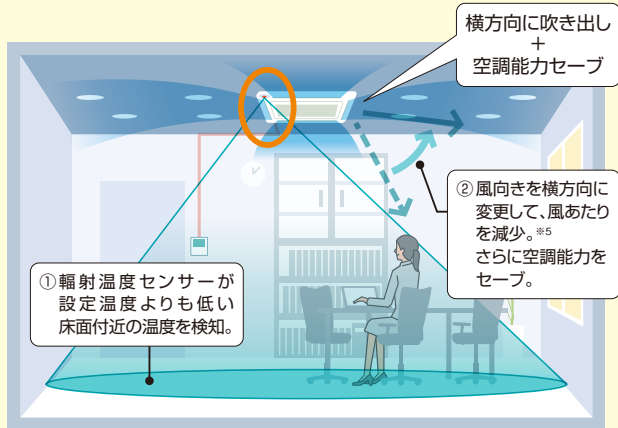 横方向に吹き出し
+
空調能力セーブ
②風向きを横方向に
変更して、風あたり
を減少。※5
さらに空調能力を
セーブ。
①輻射温度センサーが
設定温度よりも低い
床面付近の温度を検知。